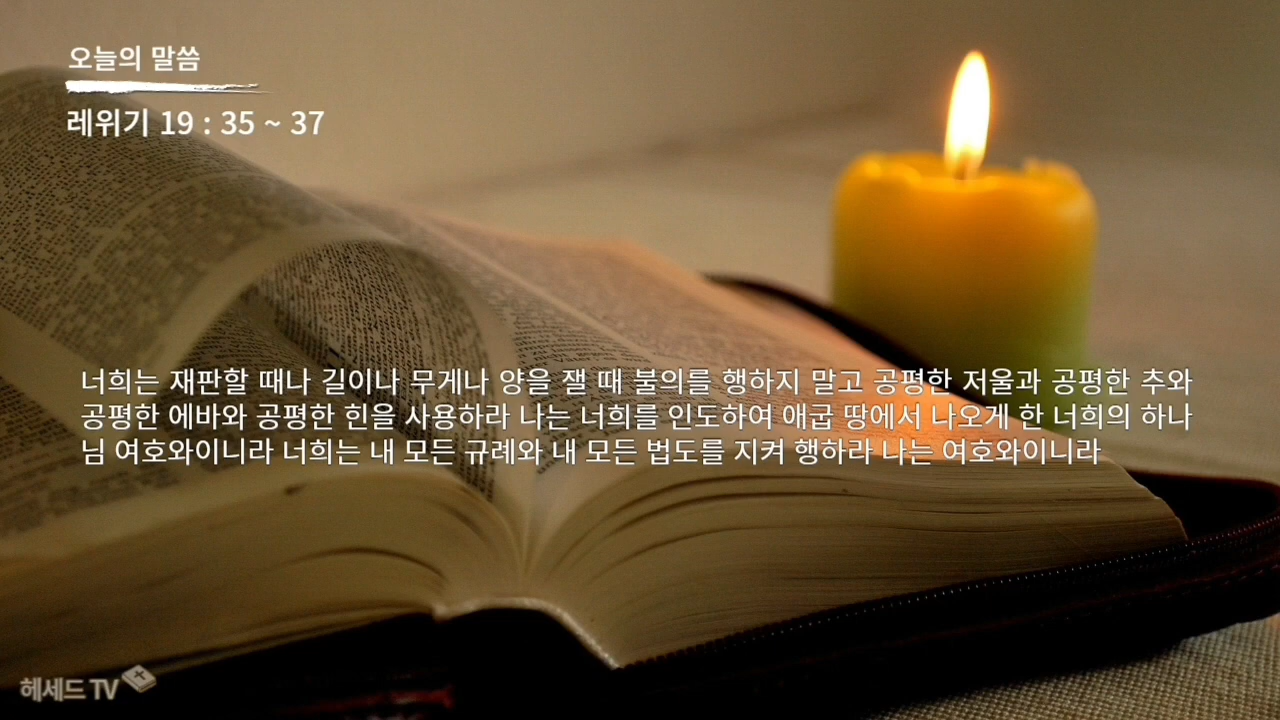 오늘의 말씀
레위기 19 : 35 ~ 37
너희는 재판할 때나 길이나 무게나 양을 잴 때 불의를 행하지 말고 공평한 저울과 공평한 추와
공평한 에바와 공평한 힌을 사용하라 나는 너희를 인도하여 애굽 땅에서 나오게 한 너희의 하나
님 여호와이니라 너희는 내 모든 규례와 내 모든 법도를 지켜 행하라 나는 여호와이니라
헤세드 TV